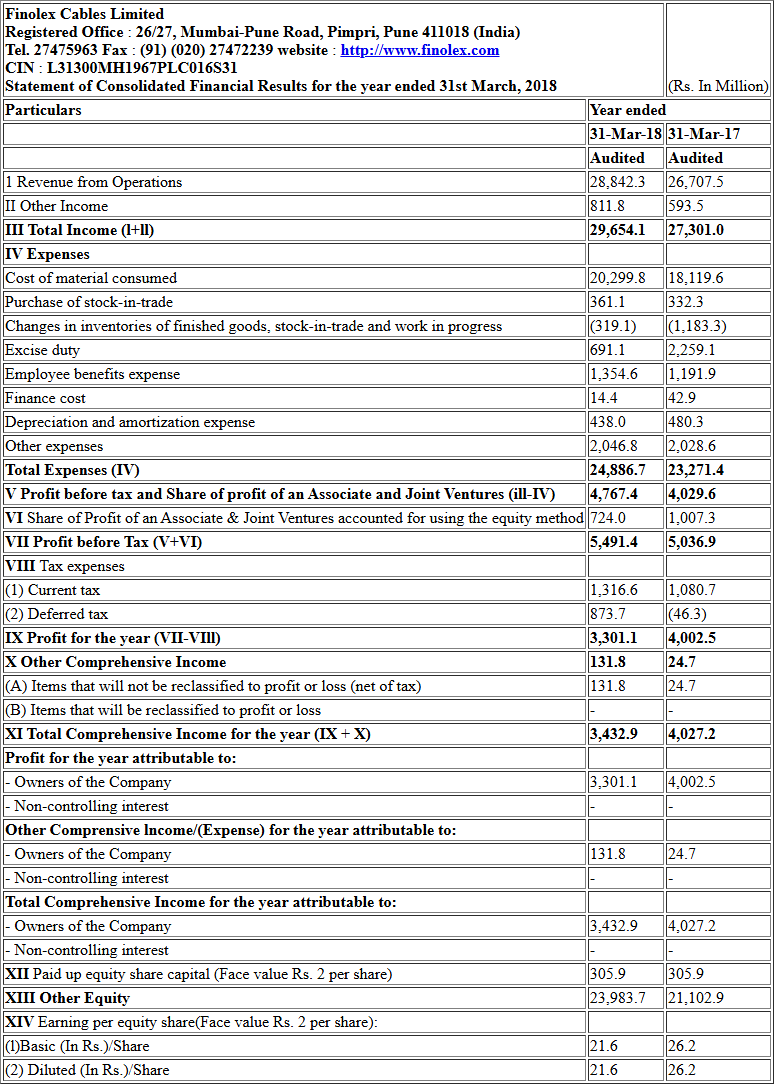 Finolex Cables Limited
Registered Office : 26/27, Mumbai-Pune Road, Pimpri, Pune 411018 (India)
Tel. 27475963 Fax : (91) (020) 27472239 website : http://www.finolex.com
CIN : L31300MH1967PLC016S31
Statement of Consolidated Financial Results for the year ended 31st March, 2018 (Rs. In Million)
Particulars Year ended
31-Mar-18 31-Mar-17
Audited Audited
1 Revenue from Operations 28,842.3 26,707.5
II Other Income 811.8 593.5
III Total Income (l+ll) 29,654.1 27,301.0
IV Expenses
Cost of material consumed 20,299.8 18,119.6
Purchase of stock-in-trade 361.1 332.3
Changes in inventories of finished goods, stock-in-trade and work in progress (319.1) (1,183.3)
Excise duty 691.1 2,259.1
Employee benefits expense 1,354.6 1,191.9
Finance cost 14.4 42.9
Depreciation and amortization expense 438.0 480.3
Other expenses 2,046.8 2,028.6
Total Expenses (IV) 24,886.7 23,271.4
V Profit before tax and Share of profit of an Associate and Joint Ventures (ill-IV) 4,767.4 4,029.6
VI Share of Profit of an Associate & Joint Ventures accounted for using the equity method 724.0 1,007.3
VII Profit before Tax (V+VI) 5,491.4 5,036.9
VIII Tax expenses
(1) Current tax 1,316.6 1,080.7
(2) Deferred tax 873.7 (46.3)
IX Profit for the year (VII-VIll) 3,301.1 4,002.5
X Other Comprehensive Income 131.8 24.7
(A) Items that will not be reclassified to profit or loss (net of tax) 131.8 24.7
(B) Items that will be reclassified to profit or loss - -
XI Total Comprehensive Income for the year (IX + X) 3,432.9 4,027.2
Profit for the year attributable to:
- Owners of the Company 3,301.1 4,002.5
- Non-controlling interest - -
Other Comprensive lncome/(Expense) for the year attributable to:
- Owners of the Company 131.8 24.7
- Non-controlling interest - -
Total Comprehensive Income for the year attributable to:
- Owners of the Company 3,432.9 4,027.2
- Non-controlling interest - -
XII Paid up equity share capital (Face value Rs. 2 per share) 305.9 305.9
XIII Other Equity 23,983.7 21,102.9
XIV Earning per equity share(Face value Rs. 2 per share):
(l)Basic (In Rs.)/Share 21.6 26.2
(2) Diluted (In Rs.)/Share 21.6 26.2